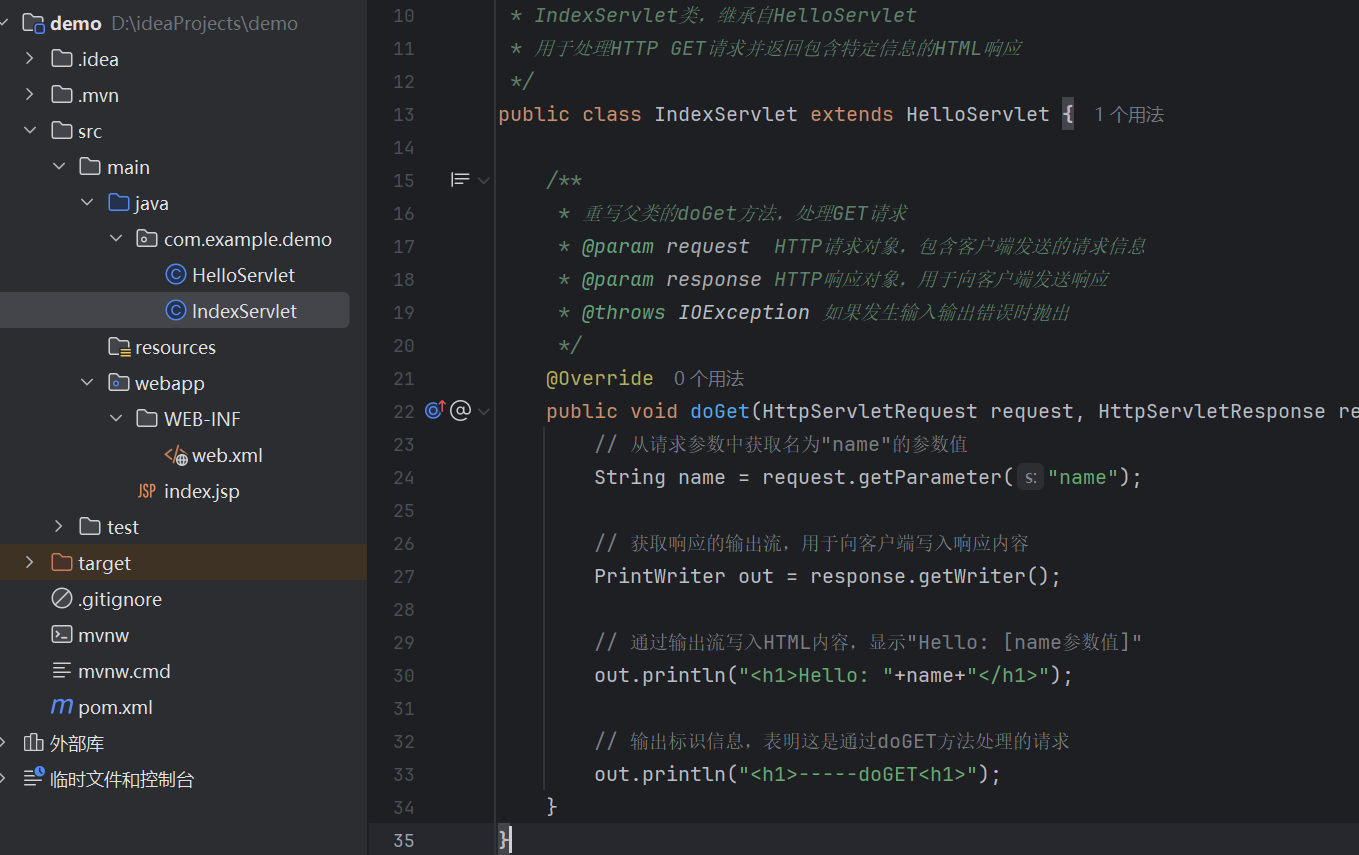 demo D:\ideaProjects\demo
.idea
.mvn
src
main
java
com.example.demo
HelloServlet
IndexServlet
resources
webapp
WEB-INF
web.xml
index.jsp
test
target
.gitignore
mvnw
mvnw.cmd
pom.xml
外部库
临时文件和控制台
10 * IndexServlet类，继承自HelloServlet
11 * 用于处理HTTP GET请求并返回包含特定信息的HTML响应
12 */
13 public class IndexServlet extends HelloServlet { 1 个用法
14
15 /**
16 * 重写父类的doGet方法，处理GET请求
17 * @param request HTTP请求对象，包含客户端发送的请求信息
18 * @param response HTTP响应对象，用于向客户端发送响应
19 * @throws IOException 如果发生输入输出错误时抛出
20 */
21 @Override 0 个用法
22 public void doGet(HttpServletRequest request, HttpServletResponse re
23 // 从请求参数中获取名为"name"的参数值
24 String name = request.getParameter( s: "name");
25
26 // 获取响应的输出流，用于向客户端写入响应内容
27 PrintWriter out = response.getWriter();
28
29 // 通过输出流写入HTML内容，显示"Hello: [name参数值]"
30 out.println("<h1>Hello: "+name+"</h1>");
31
32 // 输出标识信息，表明这是通过doGET方法处理的请求
33 out.println("<h1>-----doGET<h1>");
34 }
35 }